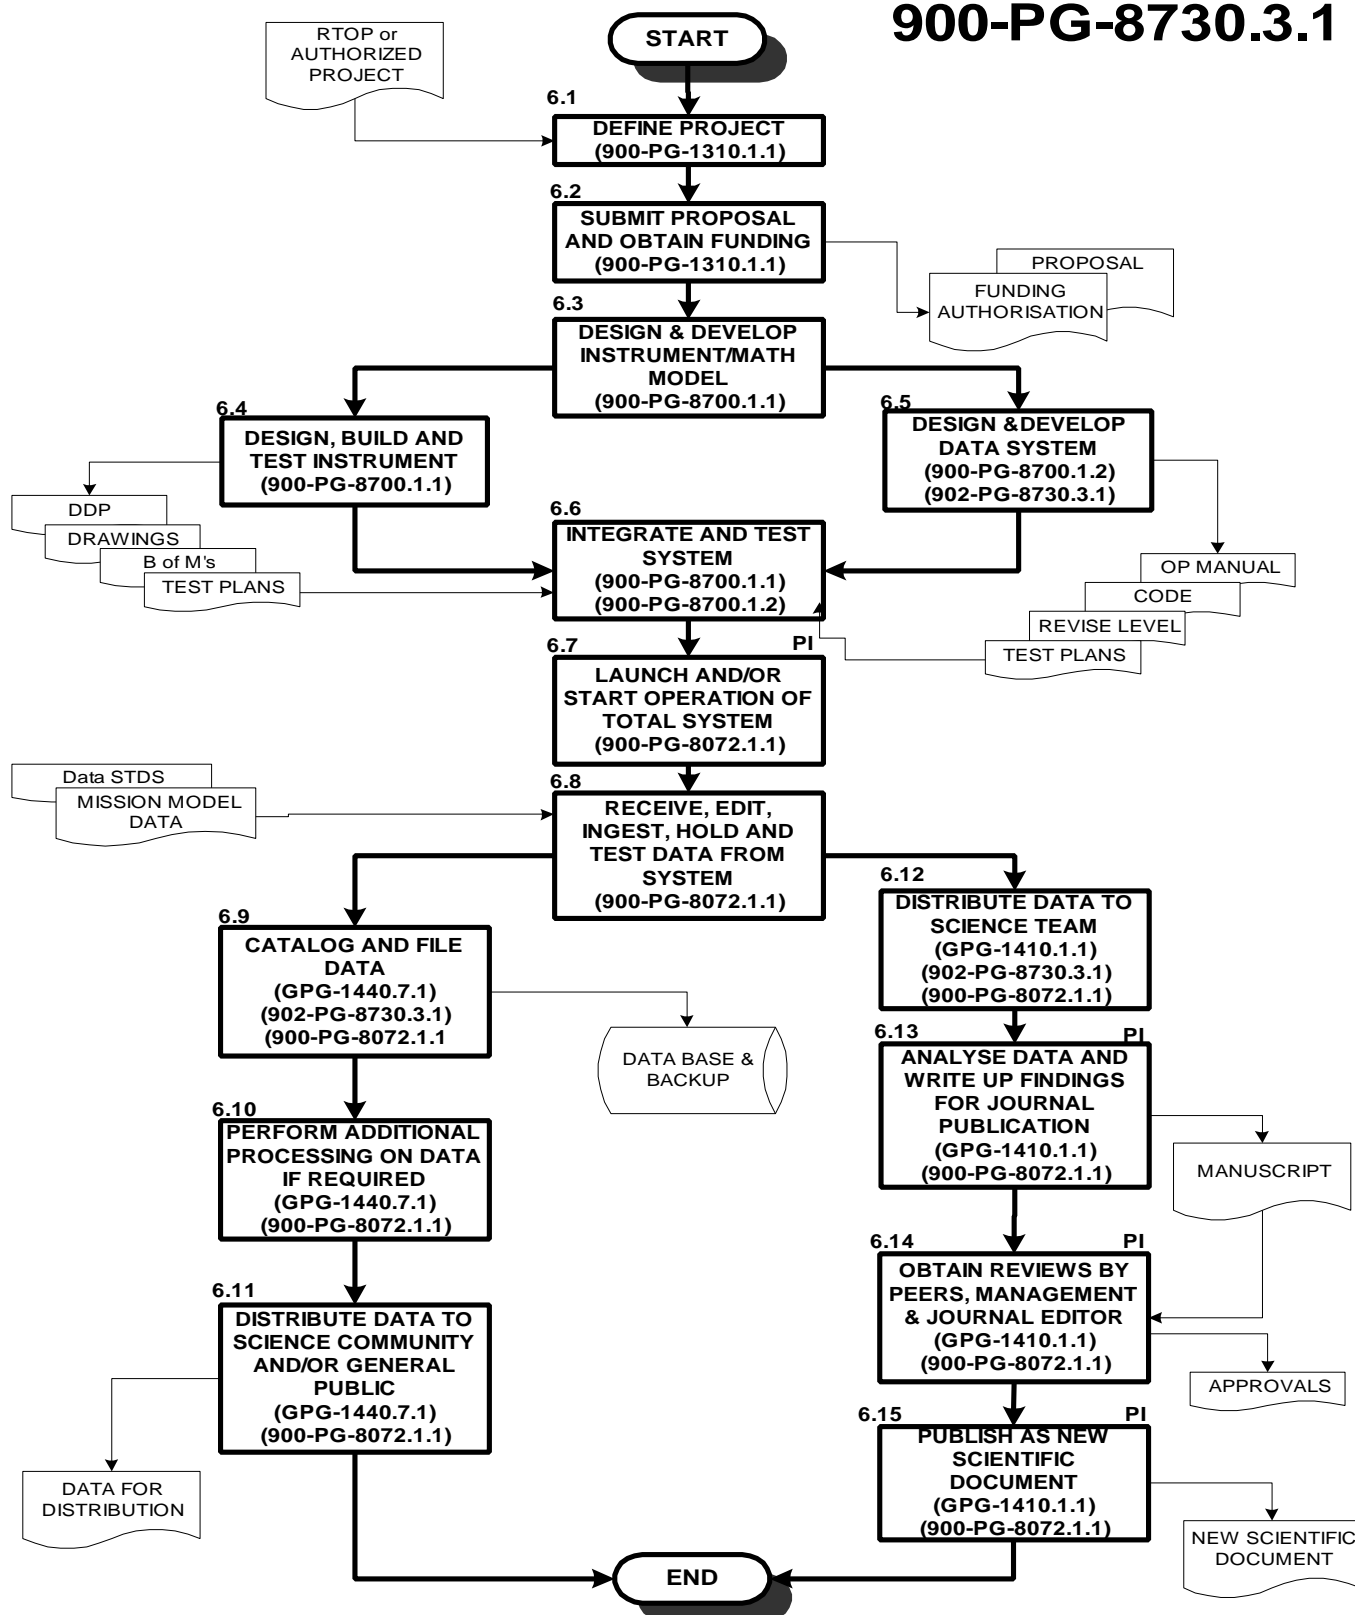 900-PG-8730.3.1
START
RTOP or
AUTHORIZED
PROJECT
6.1
DEFINE PROJECT
(900-PG-1310.1.1)
6.2
SUBMIT PROPOSAL
AND OBTAIN FUNDING
(900-PG-1310.1.1)
PROPOSAL
FUNDING
AUTHORISATION
6.3
DESIGN & DEVELOP
INSTRUMENT/MATH
MODEL
(900-PG-8700.1.1)
6.4
DESIGN, BUILD AND
TEST INSTRUMENT
(900-PG-8700.1.1)
6.5
DESIGN &DEVELOP
DATA SYSTEM
(900-PG-8700.1.2)
(902-PG-8730.3.1)
DDP
DRAWINGS
B of M's
TEST PLANS
6.6
INTEGRATE AND TEST
SYSTEM
(900-PG-8700.1.1)
(900-PG-8700.1.2)
OP MANUAL
CODE
REVISE LEVEL
TEST PLANS
6.7
PI
LAUNCH AND/OR
START OPERATION OF
TOTAL SYSTEM
(900-PG-8072.1.1)
Data STDS
MISSION MODEL
DATA
6.8
RECEIVE, EDIT,
INGEST, HOLD AND
TEST DATA FROM
SYSTEM
(900-PG-8072.1.1)
6.9
CATALOG AND FILE
DATA
(GPG-1440.7.1)
(902-PG-8730.3.1)
(900-PG-8072.1.1
DATA BASE &
BACKUP
6.10
PERFORM ADDITIONAL
PROCESSING ON DATA
IF REQUIRED
(GPG-1440.7.1)
(900-PG-8072.1.1)
6.11
DISTRIBUTE DATA TO
SCIENCE COMMUNITY
AND/OR GENERAL
PUBLIC
(GPG-1440.7.1)
(900-PG-8072.1.1)
DATA FOR
DISTRIBUTION
6.12
DISTRIBUTE DATA TO
SCIENCE TEAM
(GPG-1410.1.1)
(902-PG-8730.3.1)
(900-PG-8072.1.1)
6.13
PI
ANALYSE DATA AND
WRITE UP FINDINGS
FOR JOURNAL
PUBLICATION
(GPG-1410.1.1)
(900-PG-8072.1.1)
MANUSCRIPT
6.14
PI
OBTAIN REVIEWS BY
PEERS, MANAGEMENT
& JOURNAL EDITOR
(GPG-1410.1.1)
(900-PG-8072.1.1)
APPROVALS
6.15
PI
PUBLISH AS NEW
SCIENTIFIC
DOCUMENT
(GPG-1410.1.1)
(900-PG-8072.1.1)
NEW SCIENTIFIC
DOCUMENT
END